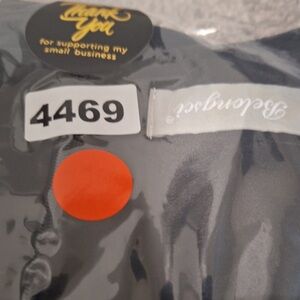 Thank
You
for supporting my
small business
4469
Belongsci®